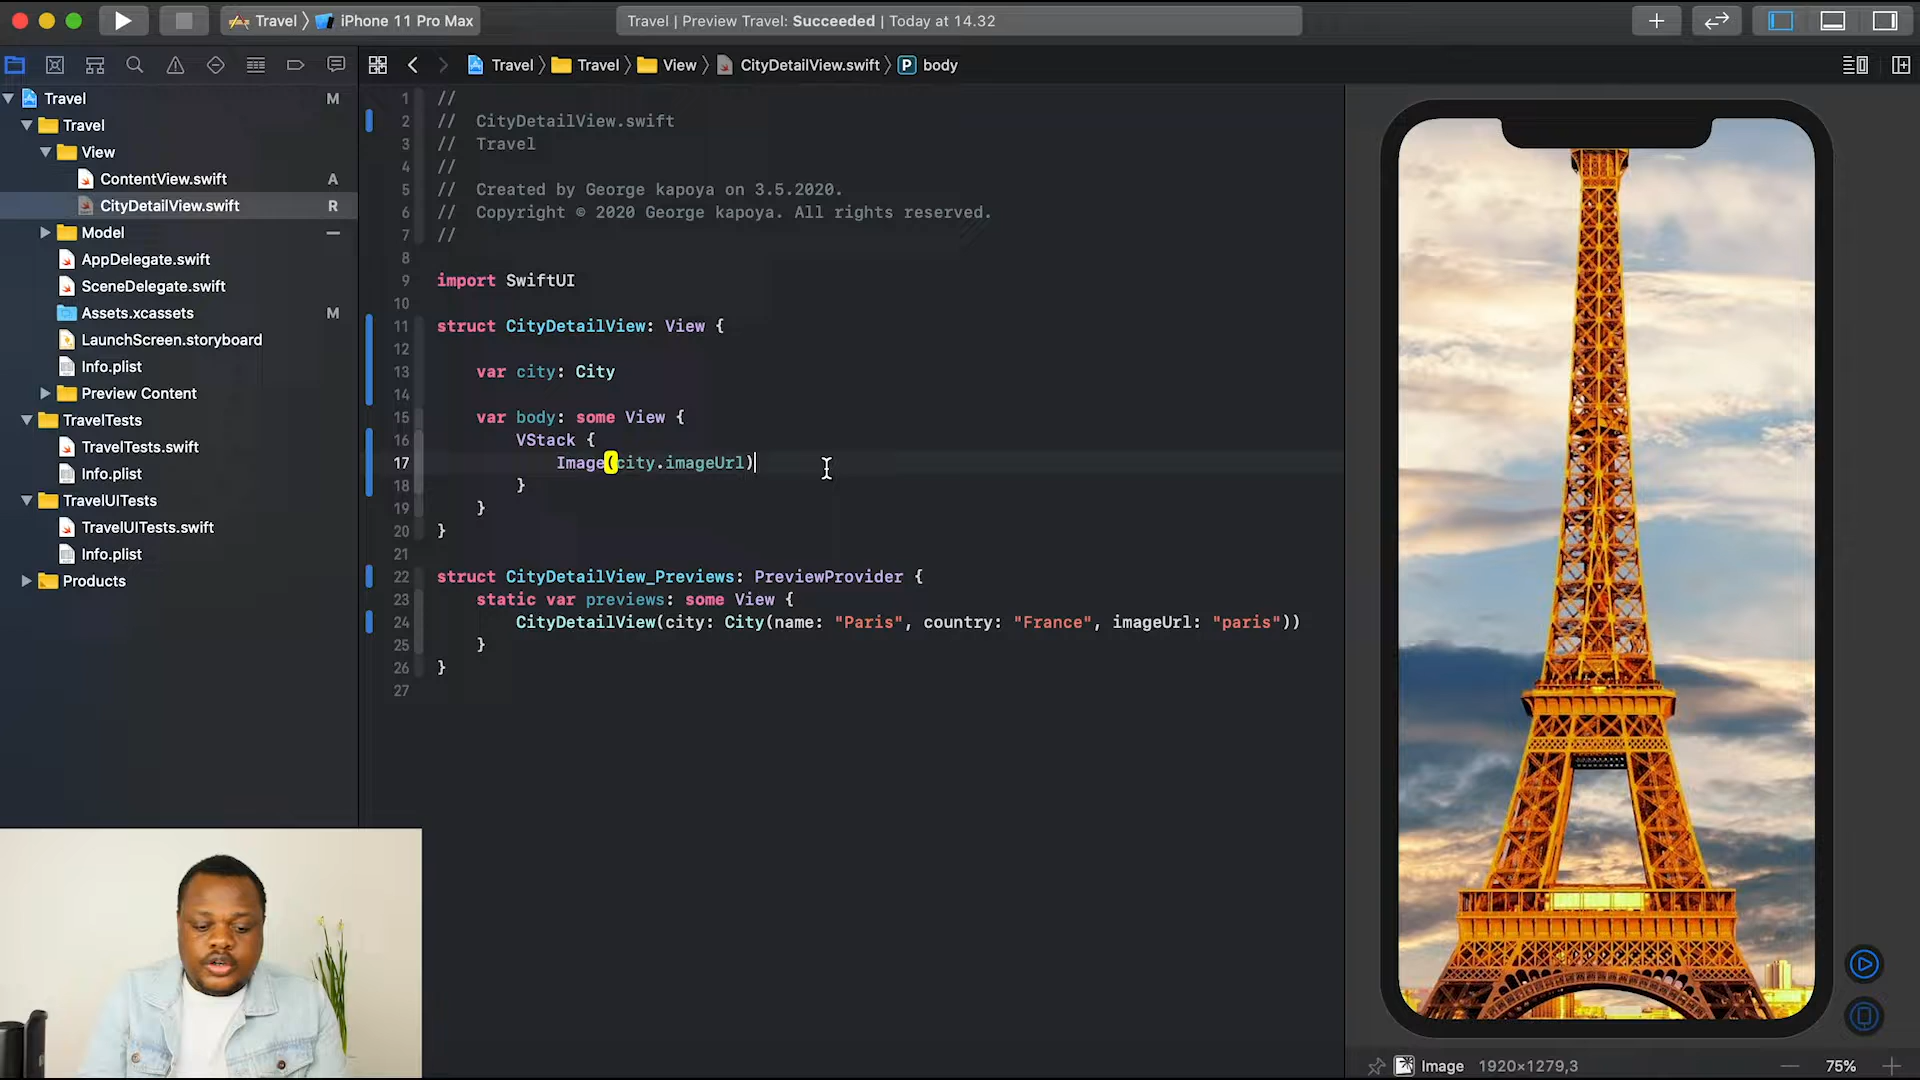 Travel
iPhone 11 Pro Max
Travel | Preview Travel: Succeeded | Today at 14.32
Travel
Travel
View
CityDetailView.swift
P
body
Travel
M
Travel
View
ContentView.swift
A
CityDetailView.swift
R
Model
AppDelegate.swift
SceneDelegate.swift
Assets.xcassets
M
LaunchScreen.storyboard
Info.plist
Preview Content
TravelTests
TravelTests.swift
Info.plist
TravelUITests
TravelUITests.swift
Info.plist
Products
1 //
2 // CityDetailView.swift
3 // Travel
4 //
5 // Created by George kapoya on 3.5.2020.
6 // Copyright © 2020 George kapoya. All rights reserved.
7 //
8
9 import SwiftUI
10
11 struct CityDetailView: View {
12
13 var city: City
14
15 var body: some View {
16 VStack {
17 Image(city.imageUrl)
18 }
19 }
20 }
21
22 struct CityDetailView_Previews: PreviewProvider {
23 static var previews: some View {
24 CityDetailView(city: City(name: "Paris", country: "France", imageUrl: "paris"))
25 }
26 }
27
Image 1920×1279,3
75%